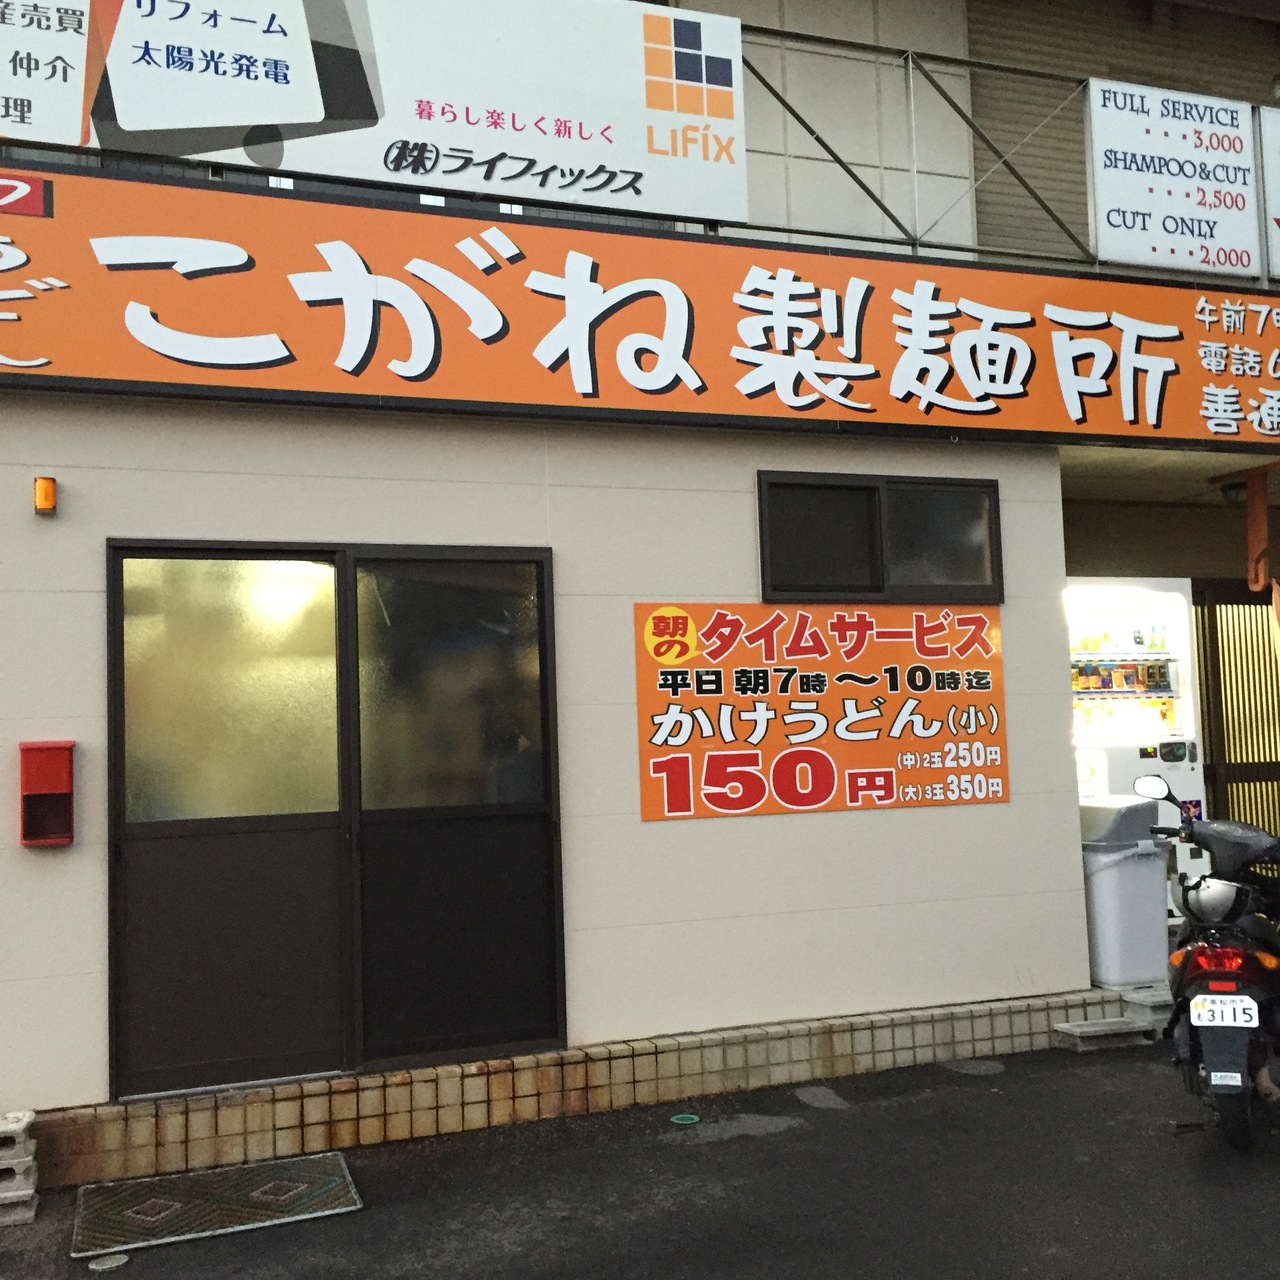 産売買
仲介
理
リフォーム
太陽光発電
暮らし楽しく新しく
(株)ライフィックス
LIFIX
FULL SERVICE
・・・3,000
SHAMPOO&CUT
・・・2,500
CUT ONLY
・・・2,000
こがね製麺所
午前7時
電話
善通
朝の
タイムサービス
平日 朝7時～10時迄
かけうどん(小)
150円
(中)2玉250円
(大)3玉350円
高松市
も 3115